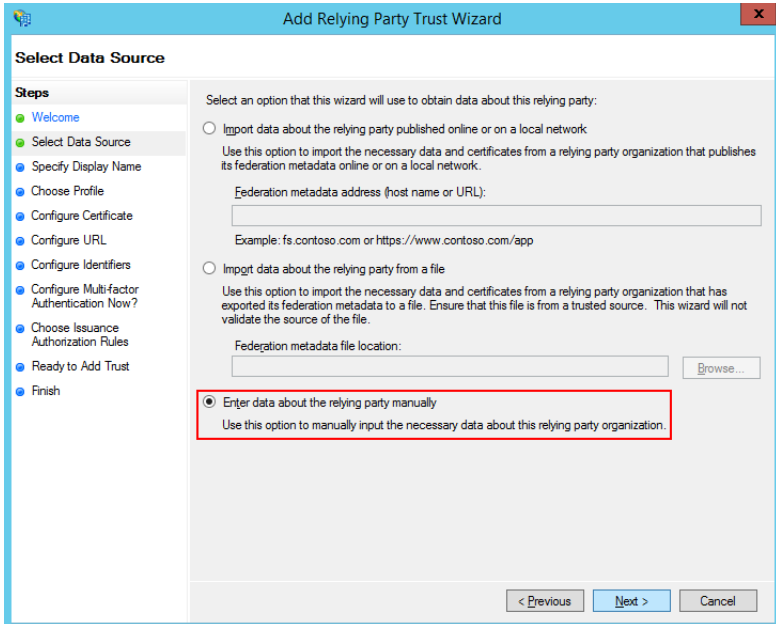 Add Relying Party Trust Wizard
x
Select Data Source
Steps
Welcome
Select Data Source
Specify Display Name
Choose Profile
Configure Certificate
Configure URL
Configure Identifiers
Configure Multi-factor
Authentication Now?
Choose Issuance
Authorization Rules
Ready to Add Trust
Finish
Select an option that this wizard will use to obtain data about this relying party:
Import data about the relying party published online or on a local network
Use this option to import the necessary data and certificates from a relying party organization that publishes
its federation metadata online or on a local network.
Federation metadata address (host name or URL):
Example: fs.contoso.com or https://www.contoso.com/app
Import data about the relying party from a file
Use this option to import the necessary data and certificates from a relying party organization that has
exported its federation metadata to a file. Ensure that this file is from a trusted source. This wizard will not
validate the source of the file.
Federation metadata file location:
Browse...
Enter data about the relying party manually
Use this option to manually input the necessary data about this relying party organization.
< Previous
Next >
Cancel